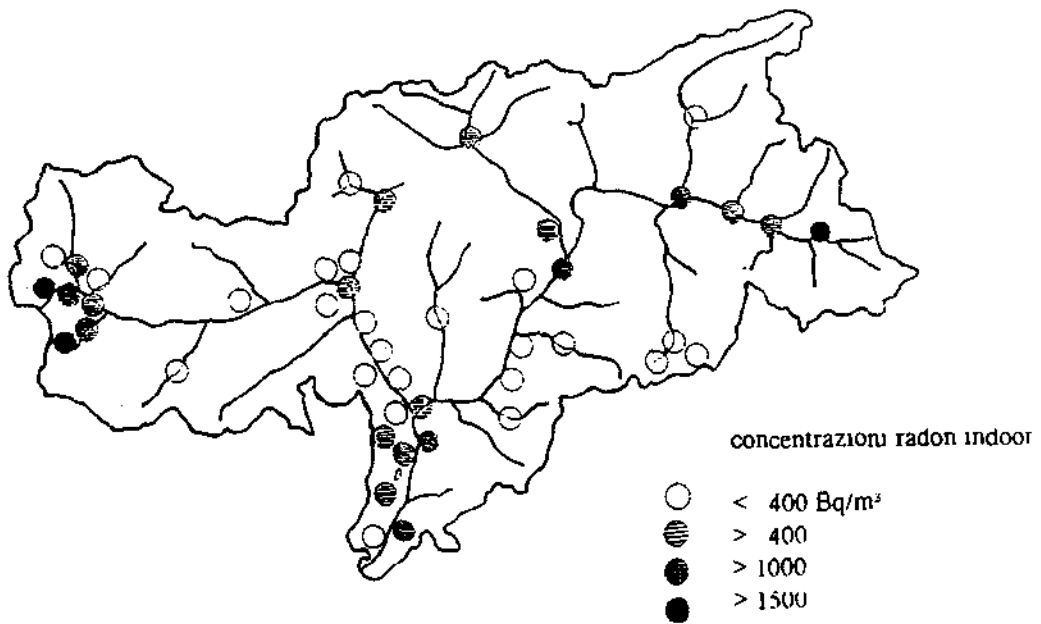 concentrazioni radon indoor
< 400 Bq/m³
> 400
> 1000
> 1500